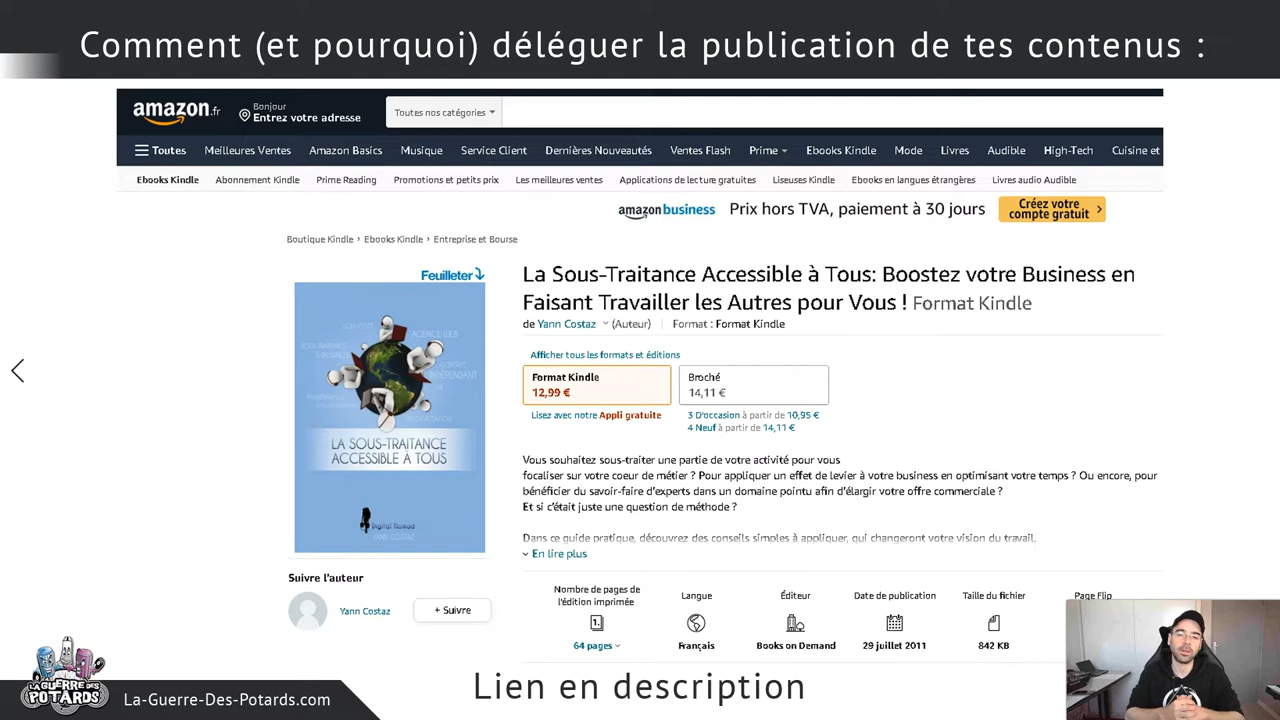 Comment (et pourquoi) déléguer la publication de tes contenus :
amazon.fr
Bonjour
Entrez votre adresse
Toutes nos catégories
Toutes
Meilleures Ventes
Amazon Basics
Musique
Service Client
Dernières Nouveautés
Ventes Flash
Prime
Ebooks Kindle
Mode
Livres
Audible
High-Tech
Cuisine et
Ebooks Kindle
Abonnement Kindle
Prime Reading
Promotions et petits prix
Les meilleures ventes
Applications de lecture gratuites
Liseuses Kindle
Ebooks en langues étrangères
Livres audio Audible
amazon business
Prix hors TVA, paiement à 30 jours
Créez votre
compte gratuit
Boutique Kindle › Ebooks Kindle › Entreprise et Bourse
Feuilleter
LA SOUS-TRAITANCE
ACCESSIBLE À TOUS
Digital Nomad
YANN COSTAZ
La Sous-Traitance Accessible à Tous: Boostez votre Business en
Faisant Travailler les Autres pour Vous ! Format Kindle
de Yann Costaz (Auteur) Format : Format Kindle
Afficher tous les formats et éditions
Format Kindle
12,99 €
Broché
14,11 €
Lisez avec notre Appli gratuite
3 D'occasion à partir de 10,95 €
4 Neuf à partir de 14,11 €
Vous souhaitez sous-traiter une partie de votre activité pour vous
focaliser sur votre coeur de métier ? Pour appliquer un effet de levier à votre business en optimisant votre temps ? Ou encore, pour
bénéficier du savoir-faire d'experts dans un domaine pointu afin d'élargir votre offre commerciale ?
Et si c'était juste une question de méthode ?
Dans ce guide pratique, découvrez des conseils simples à appliquer, qui changeront votre vision du travail.
En lire plus
Suivre l'auteur
Yann Costaz
+ Suivre
Nombre de pages de
l'édition imprimée
64 pages
Langue
Français
Éditeur
Books on Demand
Date de publication
29 juillet 2011
Taille du fichier
842 KB
Page Flip
LA GUERRE DES
POTARDS
La-Guerre-Des-Potards.com
Lien en description